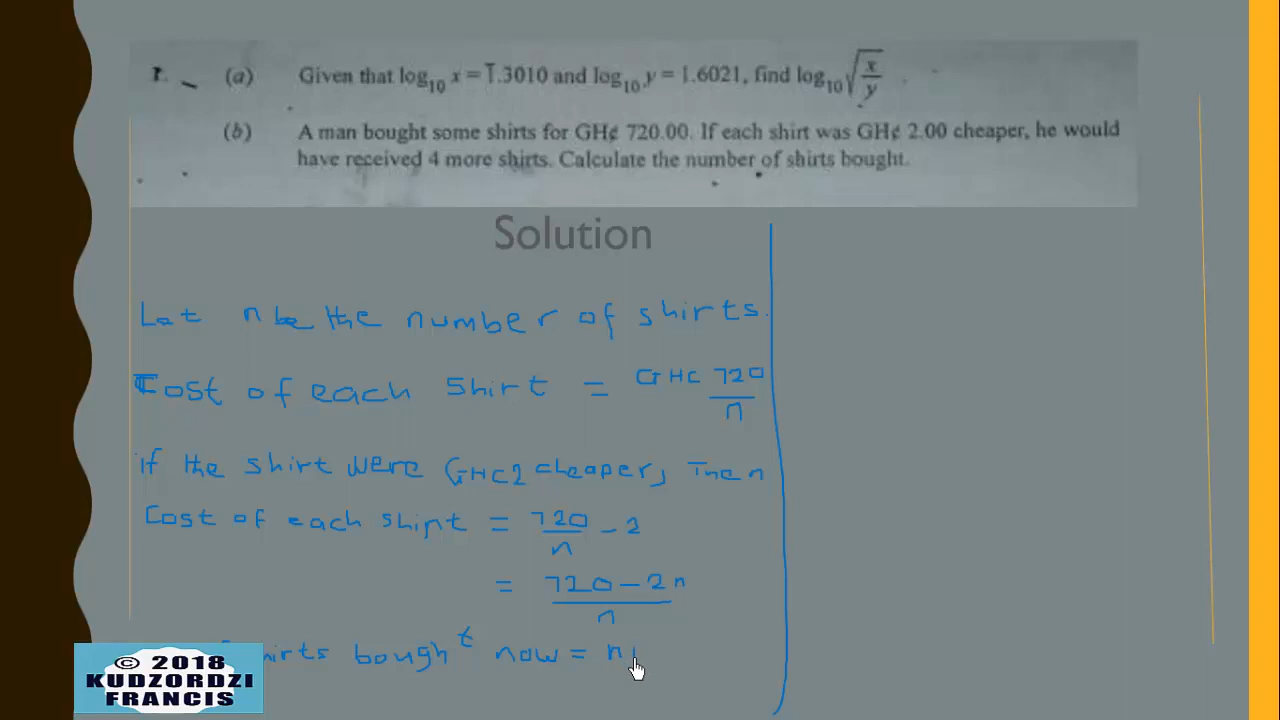 1. (a) Given that log10 x = 1̄.3010 and log10 y = 1.6021, find log10 √(x/y)
(b) A man bought some shirts for GH¢ 720.00. If each shirt was GH¢ 2.00 cheaper, he would
have received 4 more shirts. Calculate the number of shirts bought.
Solution
Let n be the number of shirts.
Cost of each shirt = GHC 720/n
If the shirt were GHC2 cheaper, Then
Cost of each shirt = 720/n - 2
= 720 - 2n/n
bought now = n
© 2018
KUDZORDZI
FRANCIS